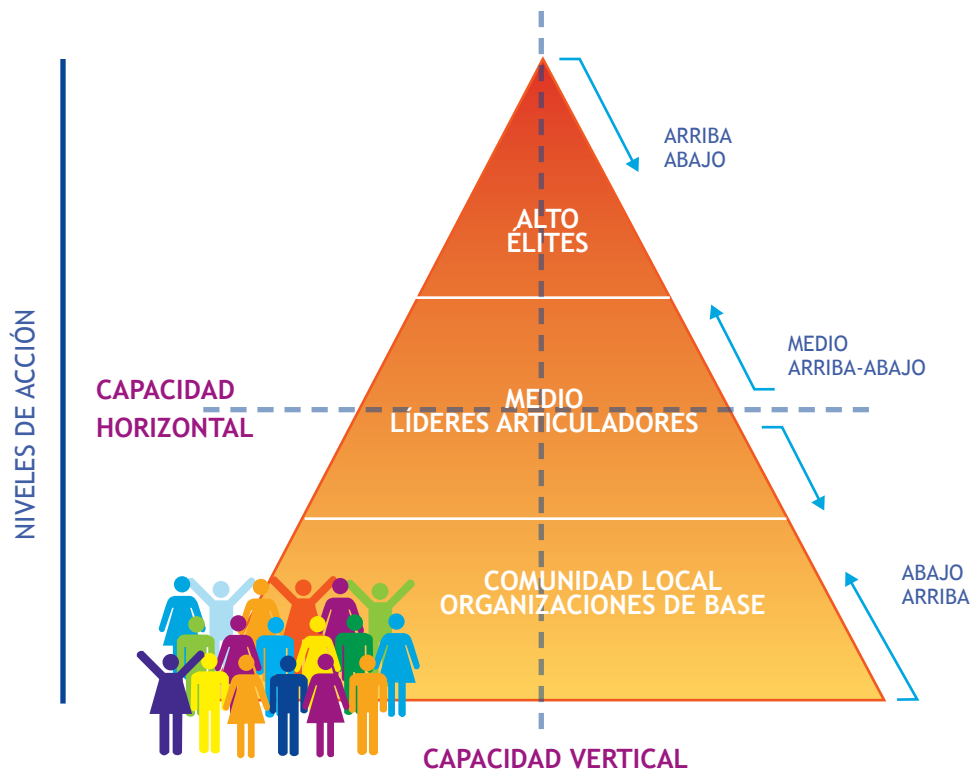 ARRIBA
ABAJO
ALTO
ÉLITES
NIVELES DE ACCIÓN
MEDIO
ARRIBA-ABAJO
CAPACIDAD
HORIZONTAL
MEDIO
LÍDERES ARTICULADORES
COMUNIDAD LOCAL
ORGANIZACIONES DE BASE
ABAJO
ARRIBA
CAPACIDAD VERTICAL